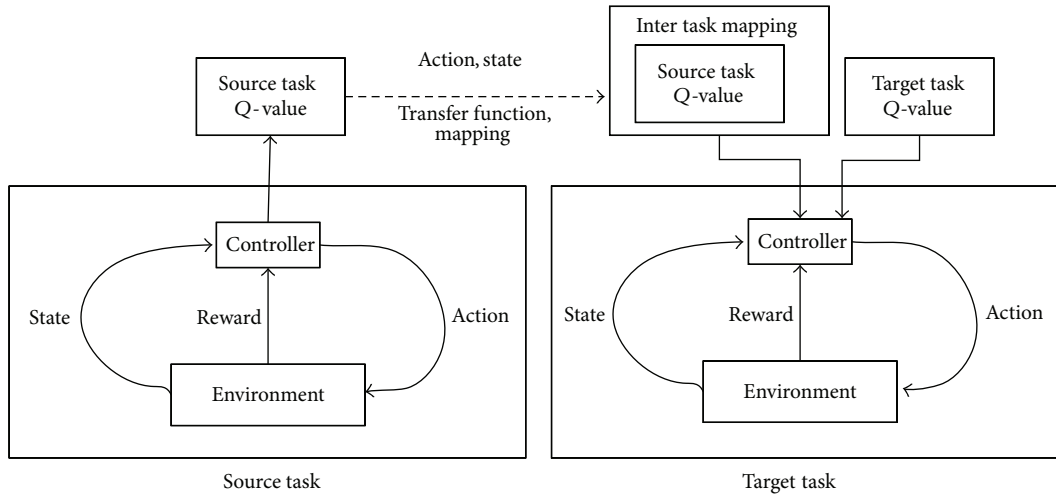 Inter task mapping
Action, state
Source task
Q-value
Source task
Q-value
Target task
Q-value
Transfer function,
mapping
Controller
State
Reward
Action
Environment
Source task
Controller
State
Reward
Action
Environment
Target task